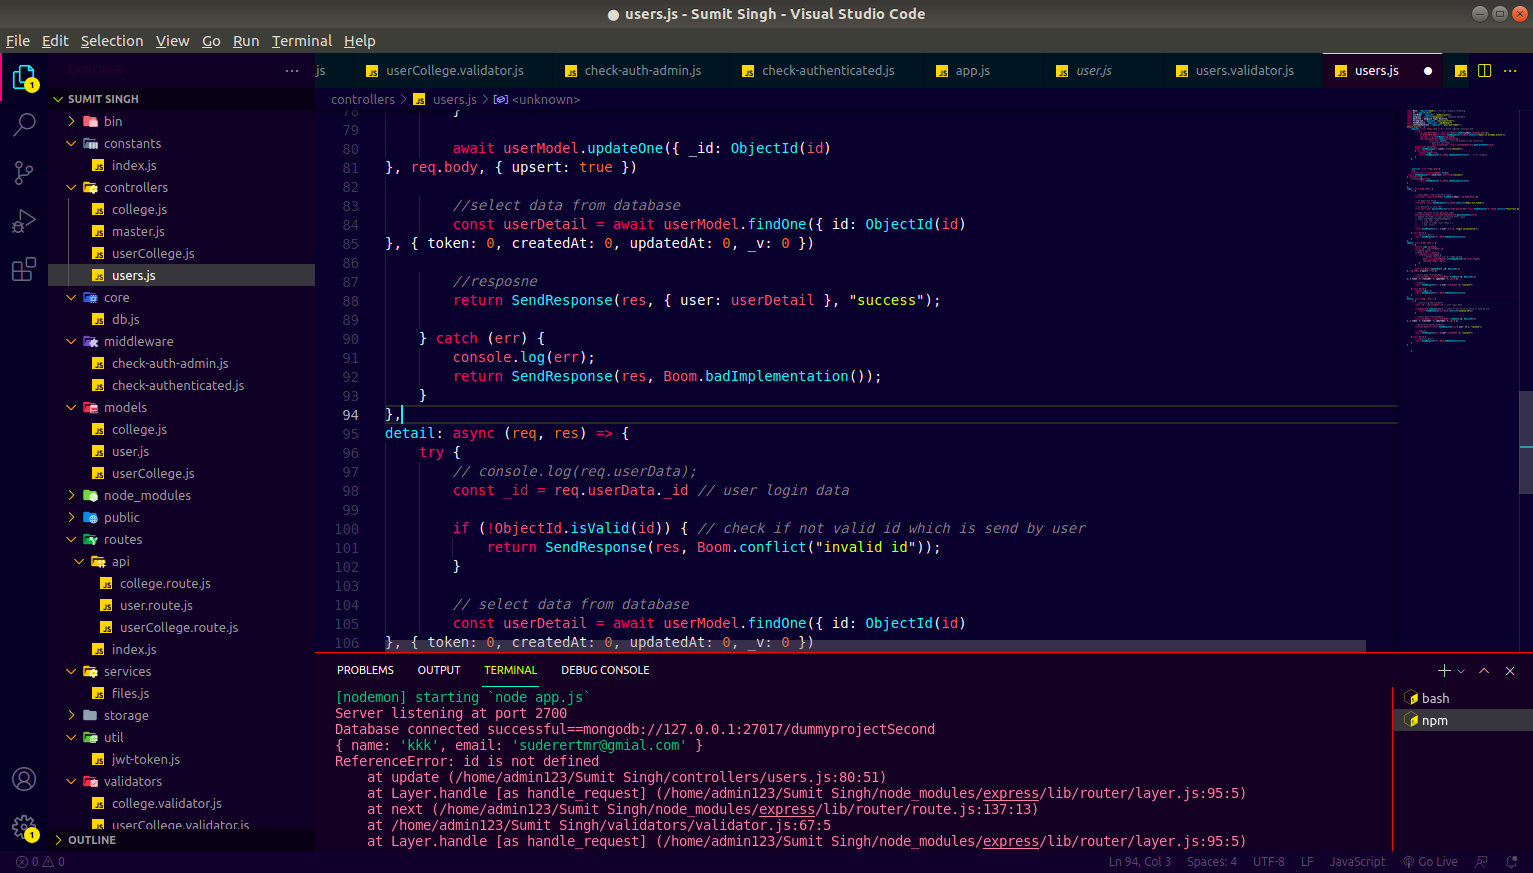 users.js - Sumit Singh - Visual Studio Code
File Edit Selection View Go Run Terminal Help
EXPLORER
.js userCollege.validator.js check-auth-admin.js check-authenticated.js app.js user.js users.validator.js users.js
SUMIT SINGH
bin
constants
index.js
controllers
college.js
master.js
userCollege.js
users.js
core
db.js
middleware
check-auth-admin.js
check-authenticated.js
models
college.js
user.js
userCollege.js
node_modules
public
routes
api
college.route.js
user.route.js
userCollege.route.js
index.js
services
files.js
storage
util
jwt-token.js
validators
college.validator.js
userCollege.validator.js
OUTLINE
controllers > users.js > <unknown>
78 }
79
80 await userModel.updateOne({ _id: ObjectId(id)
81 }, req.body, { upsert: true })
82
83 //select data from database
84 const userDetail = await userModel.findOne({ id: ObjectId(id)
85 }, { token: 0, createdAt: 0, updatedAt: 0, _v: 0 })
86
87 //resposne
88 return SendResponse(res, { user: userDetail }, "success");
89
90 } catch (err) {
91 console.log(err);
92 return SendResponse(res, Boom.badImplementation());
93 }
94 },
95 detail: async (req, res) => {
96 try {
97 // console.log(req.userData);
98 const _id = req.userData._id // user login data
99
100 if (!ObjectId.isValid(id)) { // check if not valid id which is send by user
101 return SendResponse(res, Boom.conflict("invalid id"));
102 }
103
104 // select data from database
105 const userDetail = await userModel.findOne({ id: ObjectId(id)
106 }, { token: 0, createdAt: 0, updatedAt: 0, _v: 0 })
PROBLEMS OUTPUT TERMINAL DEBUG CONSOLE
[nodemon] starting `node app.js`
Server listening at port 2700
Database connected successful==mongodb://127.0.0.1:27017/dummyprojectSecond
{ name: 'kkk', email: 'suderertmr@gmial.com' }
ReferenceError: id is not defined
at update (/home/admin123/Sumit Singh/controllers/users.js:80:51)
at Layer.handle [as handle_request] (/home/admin123/Sumit Singh/node_modules/express/lib/router/layer.js:95:5)
at next (/home/admin123/Sumit Singh/node_modules/express/lib/router/route.js:137:13)
at /home/admin123/Sumit Singh/validators/validator.js:67:5
at Layer.handle [as handle_request] (/home/admin123/Sumit Singh/node_modules/express/lib/router/layer.js:95:5)
bash
npm
0 0 Ln 94, Col 3 Spaces: 4 UTF-8 LF JavaScript Go Live